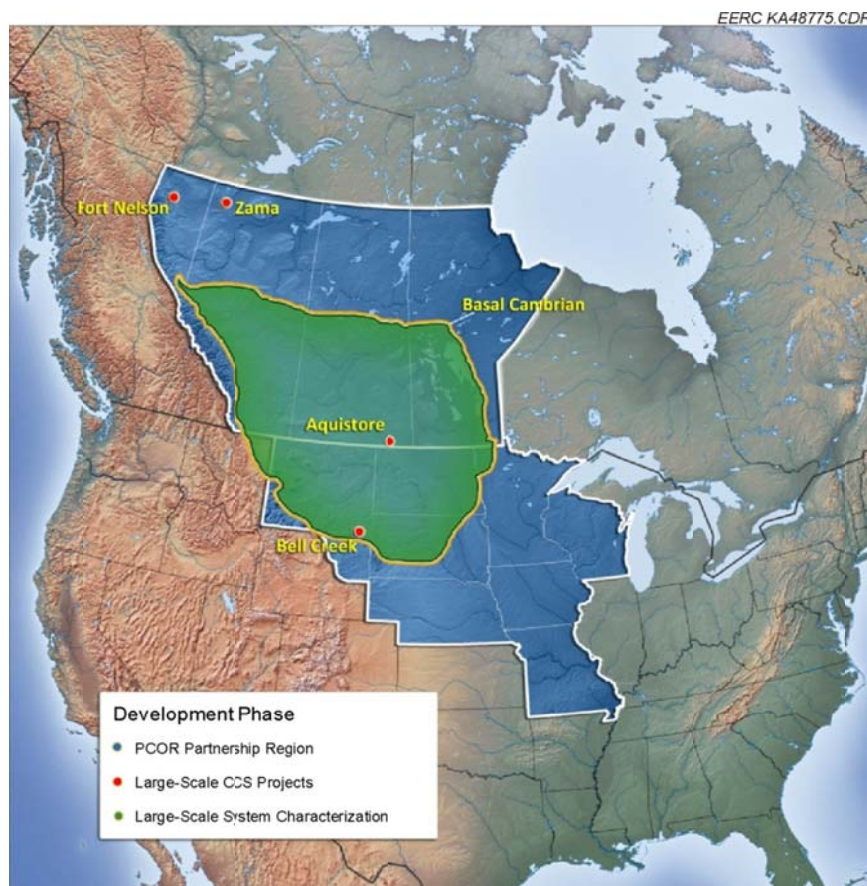 EERC KA48775.CDR
Fort Nelson
Zama
Basal Cambrian
Aquistore
Bell Creek
Development Phase
PCOR Partnership Region
Large-Scale CCS Projects
Large-Scale System Characterization